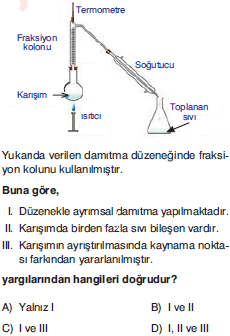 Termometre
Fraksiyon
kolonu
Soğutucu
Karışım
ısıtıcı
Toplanan
sıvı
Yukarıda verilen damıtma düzeneğinde fraksi-
yon kolonu kullanılmıştır.
Buna göre,
I. Düzenekle ayrımsal damıtma yapılmaktadır.
II. Karışımda birden fazla sıvı bileşen vardır.
III. Karışımın ayrıştırılmasında kaynama nokta-
sı farkından yararlanılmıştır.
yargılarından hangileri doğrudur?
A) Yalnız I
B) I ve II
C) I ve III
D) I, II ve III